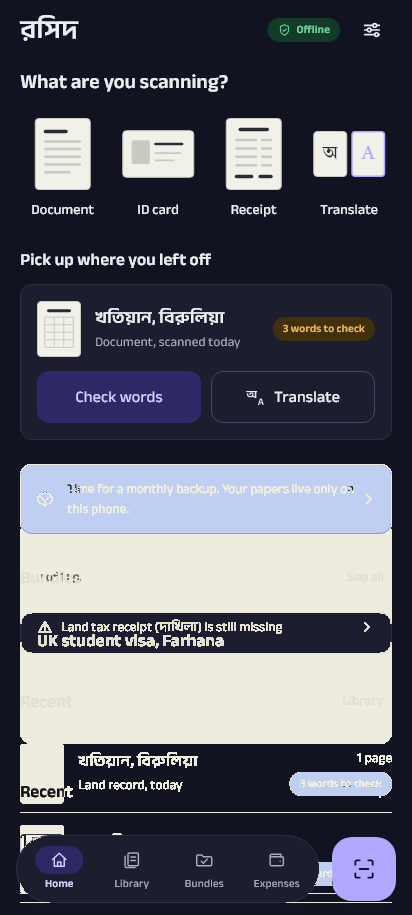 রসিদ
Offline
What are you scanning?
অ
A
Document
ID card
Receipt
Translate
Pick up where you left off
খতিয়ান, বিরুলিয়া
3 words to check
Document, scanned today
Check words
অA Translate
Time for a monthly backup. Your papers live only on
this phone.
See all
Land tax receipt (দাখিলা) is still missing
UK student visa, Farhana
Recent
Library
খতিয়ান, বিরুলিয়া
1 page
Land record, today
3 words to check
Recent
Home
Library
Bundles
Expenses